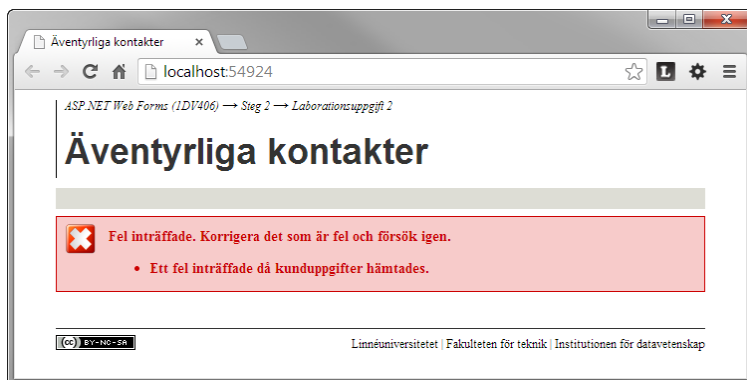 Äventyrliga kontakter
localhost:54924
L
ASP.NET Web Forms (1DV406) → Steg 2 → Laborationsuppgift 2
Äventyrliga kontakter
Fel inträffade. Korrigera det som är fel och försök igen.
• Ett fel inträffade då kunduppgifter hämtades.
(cc) BY-NC-SA
Linnéuniversitetet | Fakulteten för teknik | Institutionen för datavetenskap